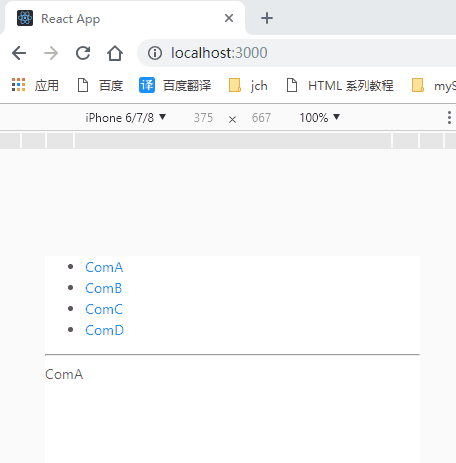 React App
localhost:3000
应用 百度 译 百度翻译 jch HTML 系列教程 myS
iPhone 6/7/8 375 × 667 100%
ComA
ComB
ComC
ComD
ComA